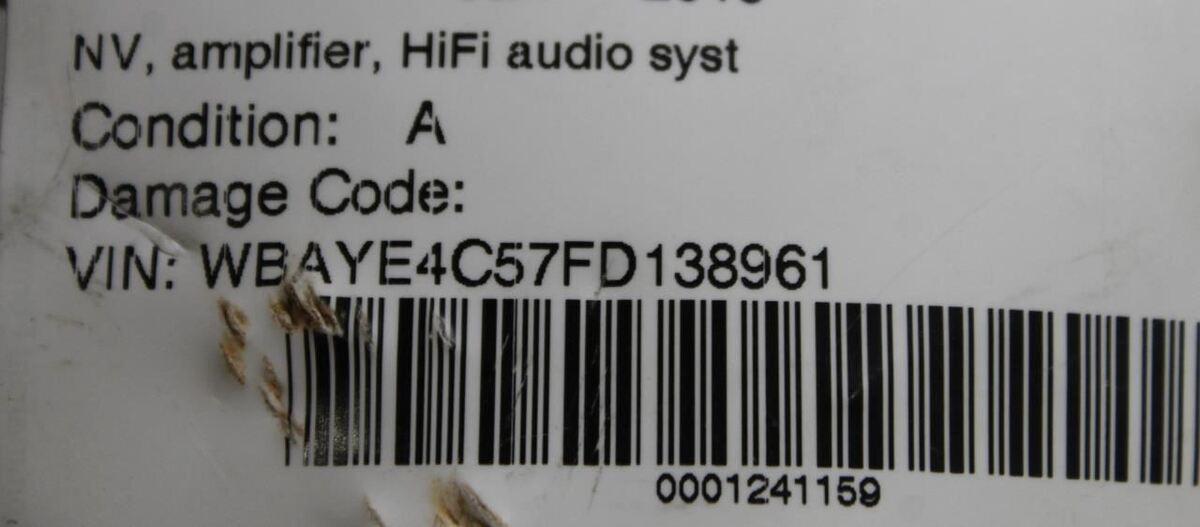 NV, amplifier, HiFi audio syst
Condition: A
Damage Code:
VIN: WBAYE4C57FD138961
0001241159